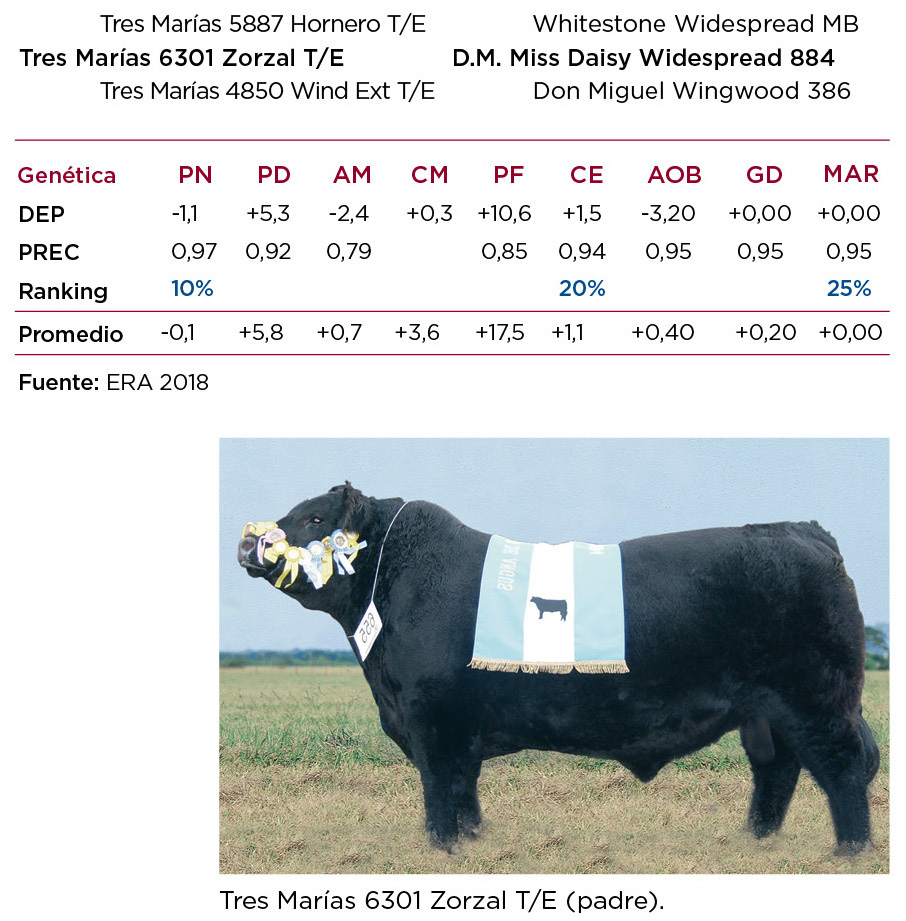 Tres Marías 5887 Hornero T/E Whitestone Widespread MB
Tres Marías 6301 Zorzal T/E D.M. Miss Daisy Widespread 884
Tres Marías 4850 Wind Ext T/E Don Miguel Wingwood 386
Genética PN PD AM CM PF CE AOB GD MAR
DEP -1,1 +5,3 -2,4 +0,3 +10,6 +1,5 -3,20 +0,00 +0,00
PREC 0,97 0,92 0,79 0,85 0,94 0,95 0,95 0,95
Ranking 10% 20% 25%
Promedio -0,1 +5,8 +0,7 +3,6 +17,5 +1,1 +0,40 +0,20 +0,00
Fuente: ERA 2018
DE ANGUS
555
Tres Marías 6301 Zorzal T/E (padre).